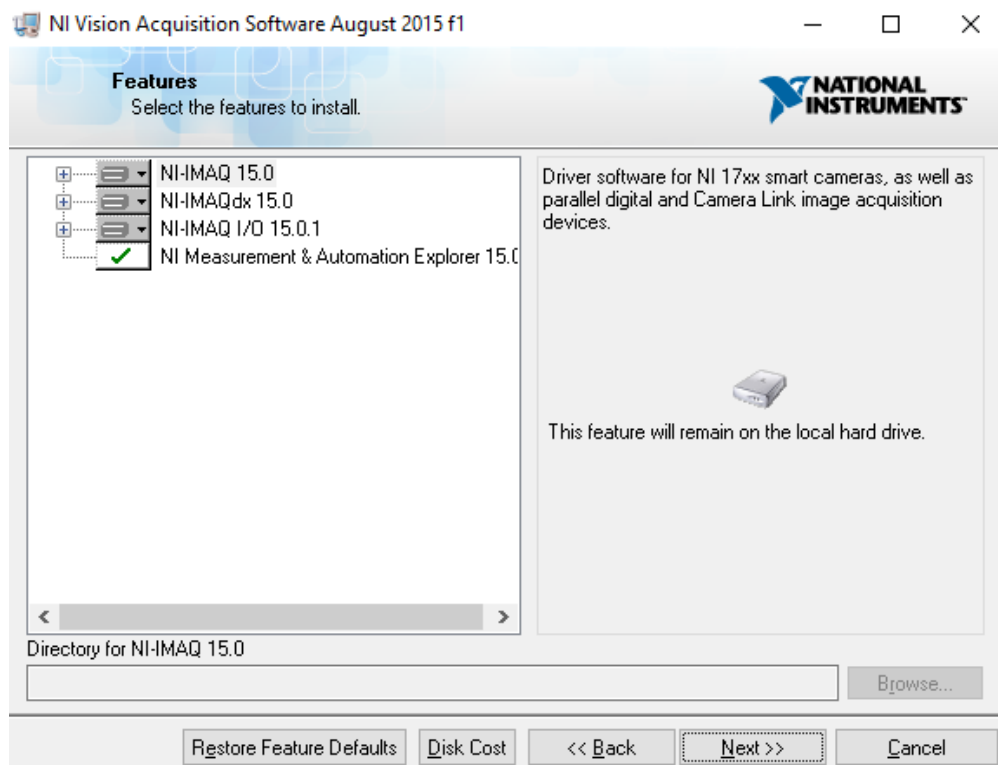 NI Vision Acquisition Software August 2015 f1
Features
Select the features to install.
NATIONAL
INSTRUMENTS™
NI-IMAQ 15.0
NI-IMAQdx 15.0
NI-IMAQ I/O 15.0.1
NI Measurement & Automation Explorer 15.0
Driver software for NI 17xx smart cameras, as well as
parallel digital and Camera Link image acquisition
devices.
This feature will remain on the local hard drive.
Directory for NI-IMAQ 15.0
Browse...
Restore Feature Defaults
Disk Cost
<< Back
Next >>
Cancel